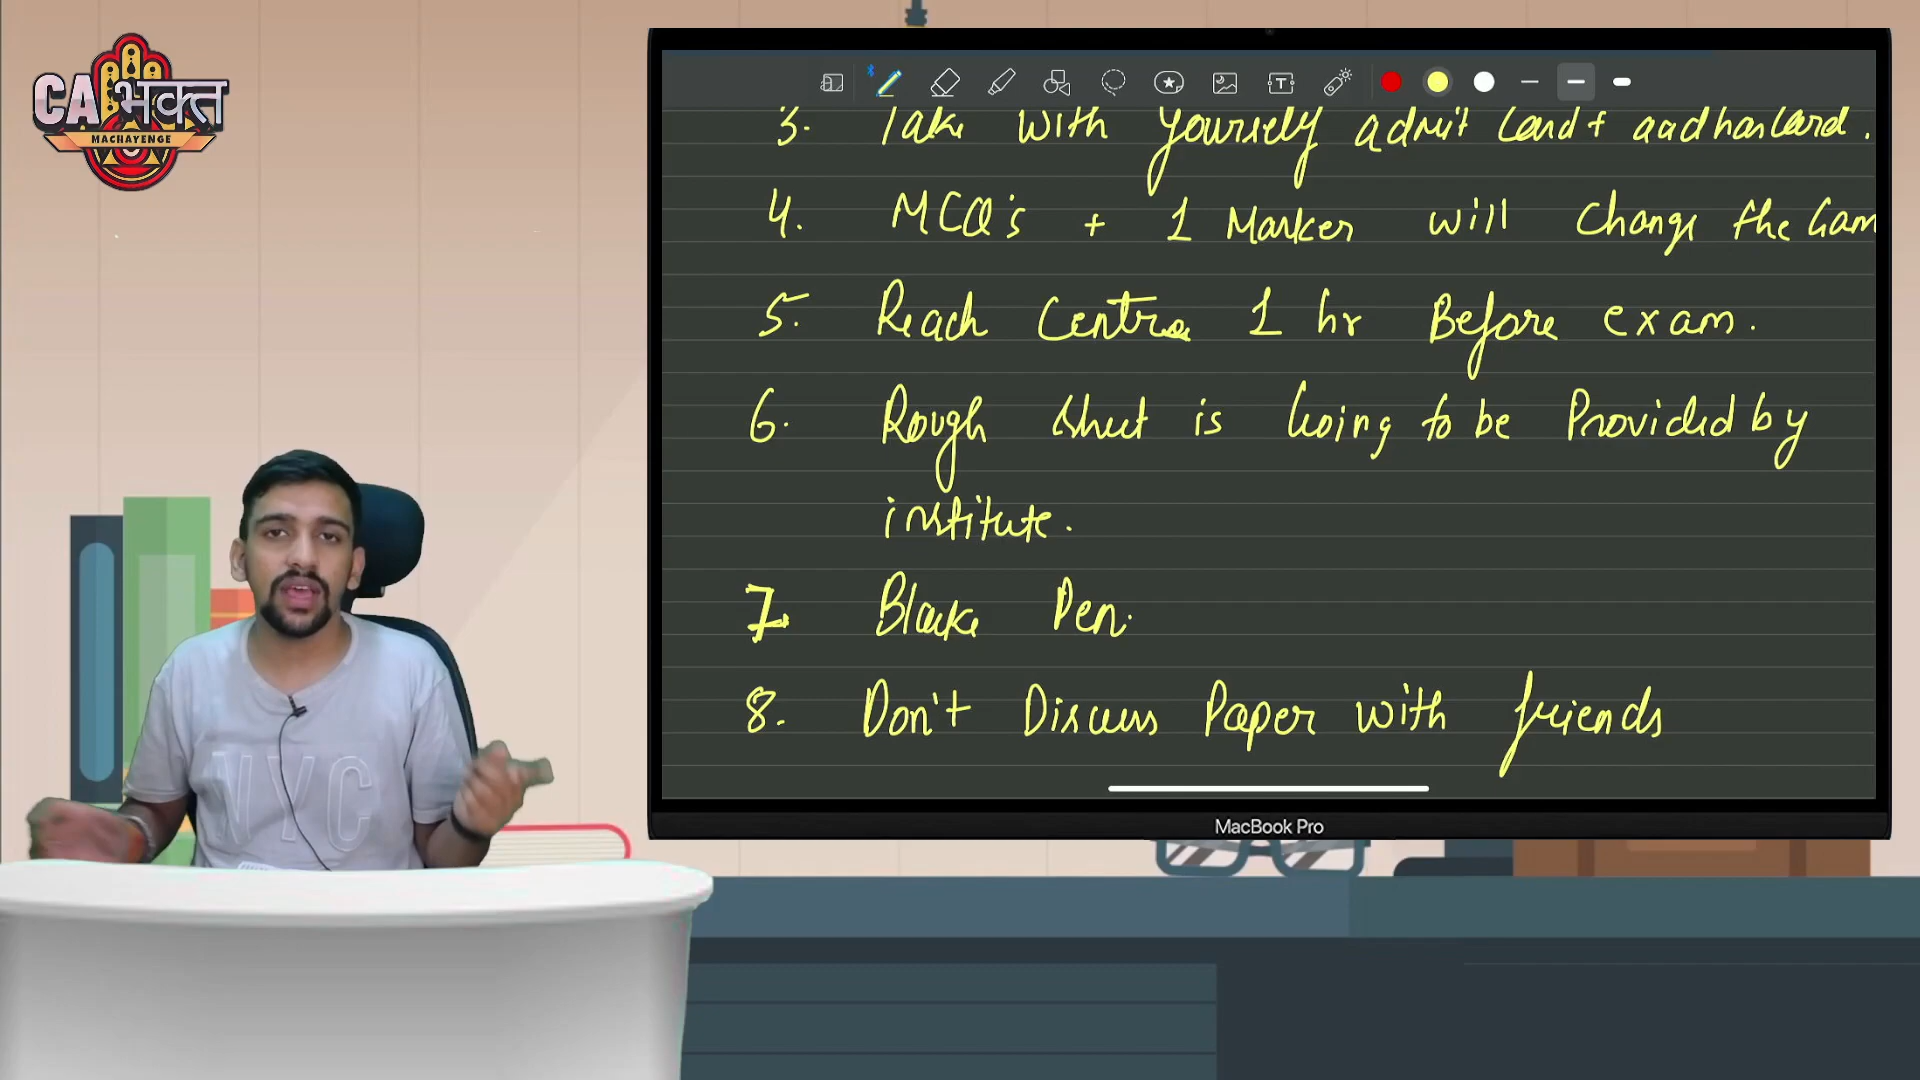 CA भक्त
MACHAYENGE
3. Take with yourself admit Card + aadharCard.
4. MCQ's + 1 Marker will Change the Gam
5. Reach Centre 1 hr Before exam.
6. Rough sheet is Going to be Provided by
institute.
7. Black Pen.
8. Don't Discuss Paper with friends
MacBook Pro
NYC